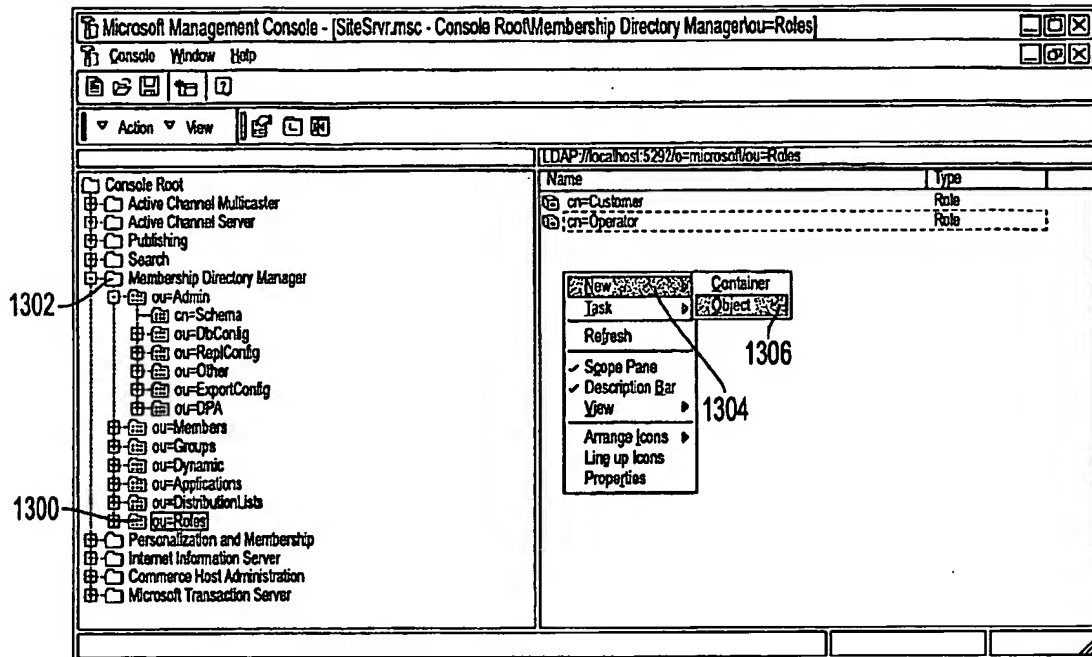 Microsoft Management Console - [SiteSrvr.msc - Console Root\Membership Directory Manager\ou=Roles]
Console Window Help
Action View
LDAP://localhost:5292/o=microsoft/ou=Roles
Console Root
Active Channel Multicaster
Active Channel Server
Publishing
Search
Membership Directory Manager
ou=Admin
cn=Schema
ou=DbConfig
ou=ReplConfig
ou=Other
ou=ExportConfig
ou=DPA
ou=Members
ou=Groups
ou=Dynamic
ou=Applications
ou=DistributionLists
ou=Roles
Personalization and Membership
Internet Information Server
Commerce Host Administration
Microsoft Transaction Server
Name Type
cn=Customer Role
cn=Operator Role
New
Task
Refresh
Scope Pane
Description Bar
View
Arrange Icons
Line up Icons
Properties
Container
Object
1302
1300
1304
1306